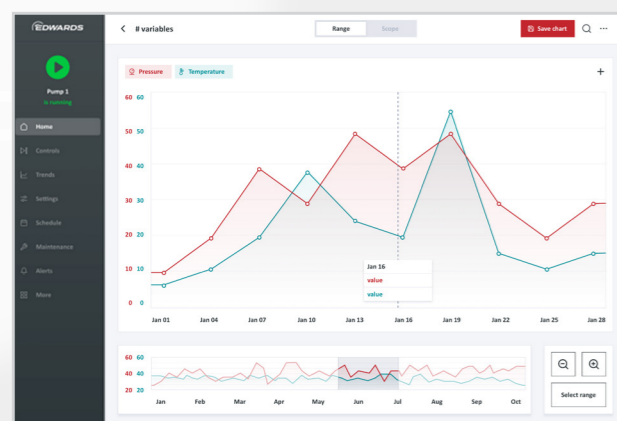 EDWARDS
Pump 1
is running
Home
Controls
Trends
Settings
Schedule
Maintenance
Alerts
More
# variables
Range
Scope
Save chart
Pressure
Temperature
60 60
50 50
40 40
30 30
20 20
10 10
0 0
Jan 16
value
value
Jan 01 Jan 04 Jan 07 Jan 10 Jan 13 Jan 16 Jan 19 Jan 22 Jan 25 Jan 28
60 60
40 40
20 20
Jan Feb Mar Apr May Jun Jul Aug Sep Oct
Select range